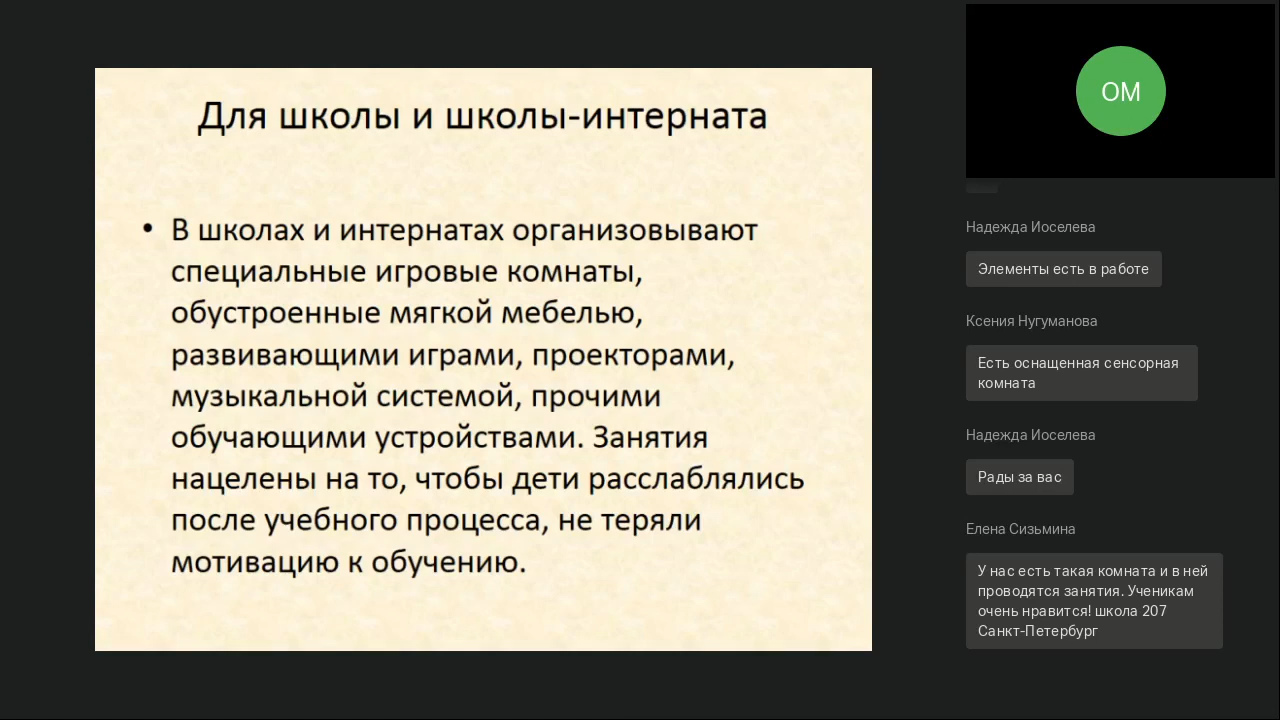 Для школы и школы-интерната
• В школах и интернатах организовывают
специальные игровые комнаты,
обустроенные мягкой мебелью,
развивающими играми, проекторами,
музыкальной системой, прочими
обучающими устройствами. Занятия
нацелены на то, чтобы дети расслаблялись
после учебного процесса, не теряли
мотивацию к обучению.
ОМ
Надежда Иоселева
Элементы есть в работе
Ксения Нугуманова
Есть оснащенная сенсорная
комната
Надежда Иоселева
Рады за вас
Елена Сизьмина
У нас есть такая комната и в ней
проводятся занятия. Ученикам
очень нравится! школа 207
Санкт-Петербург